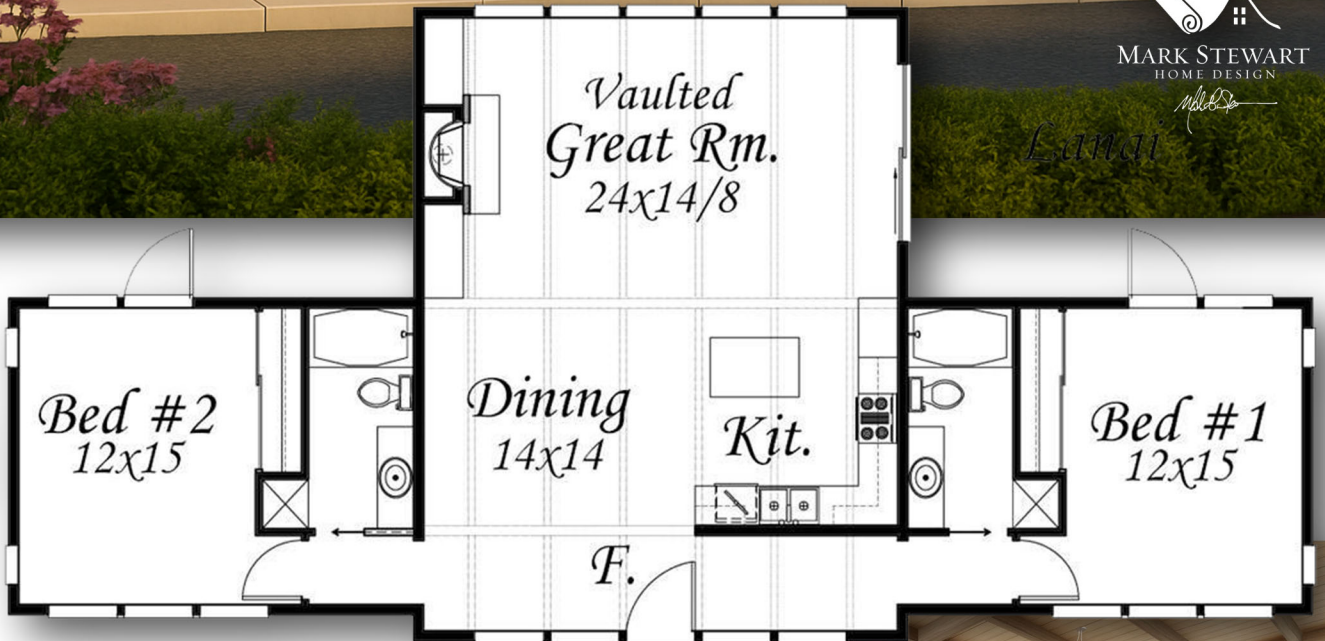 MARK STEWART
HOME DESIGN
Vaulted
Great Rm.
24x14/8
Lanai
Bed #2
12x15
Dining
14x14
Kit.
Bed #1
12x15
F.